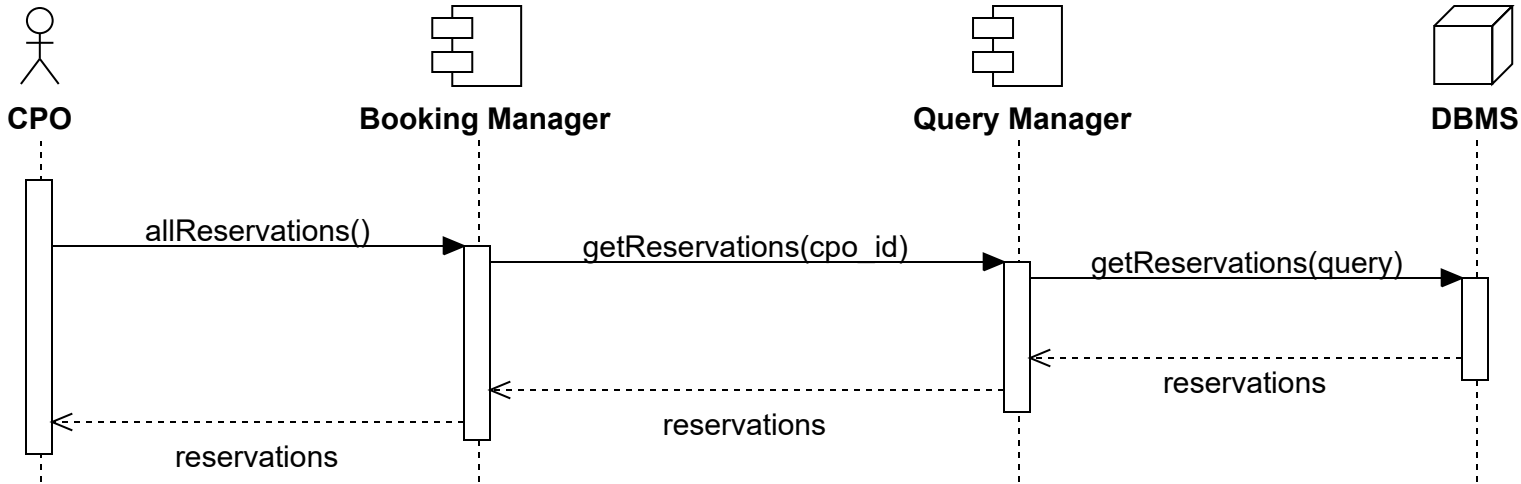 CPO
Booking Manager
Query Manager
DBMS
allReservations()
getReservations(cpo_id)
getReservations(query)
reservations
reservations
reservations